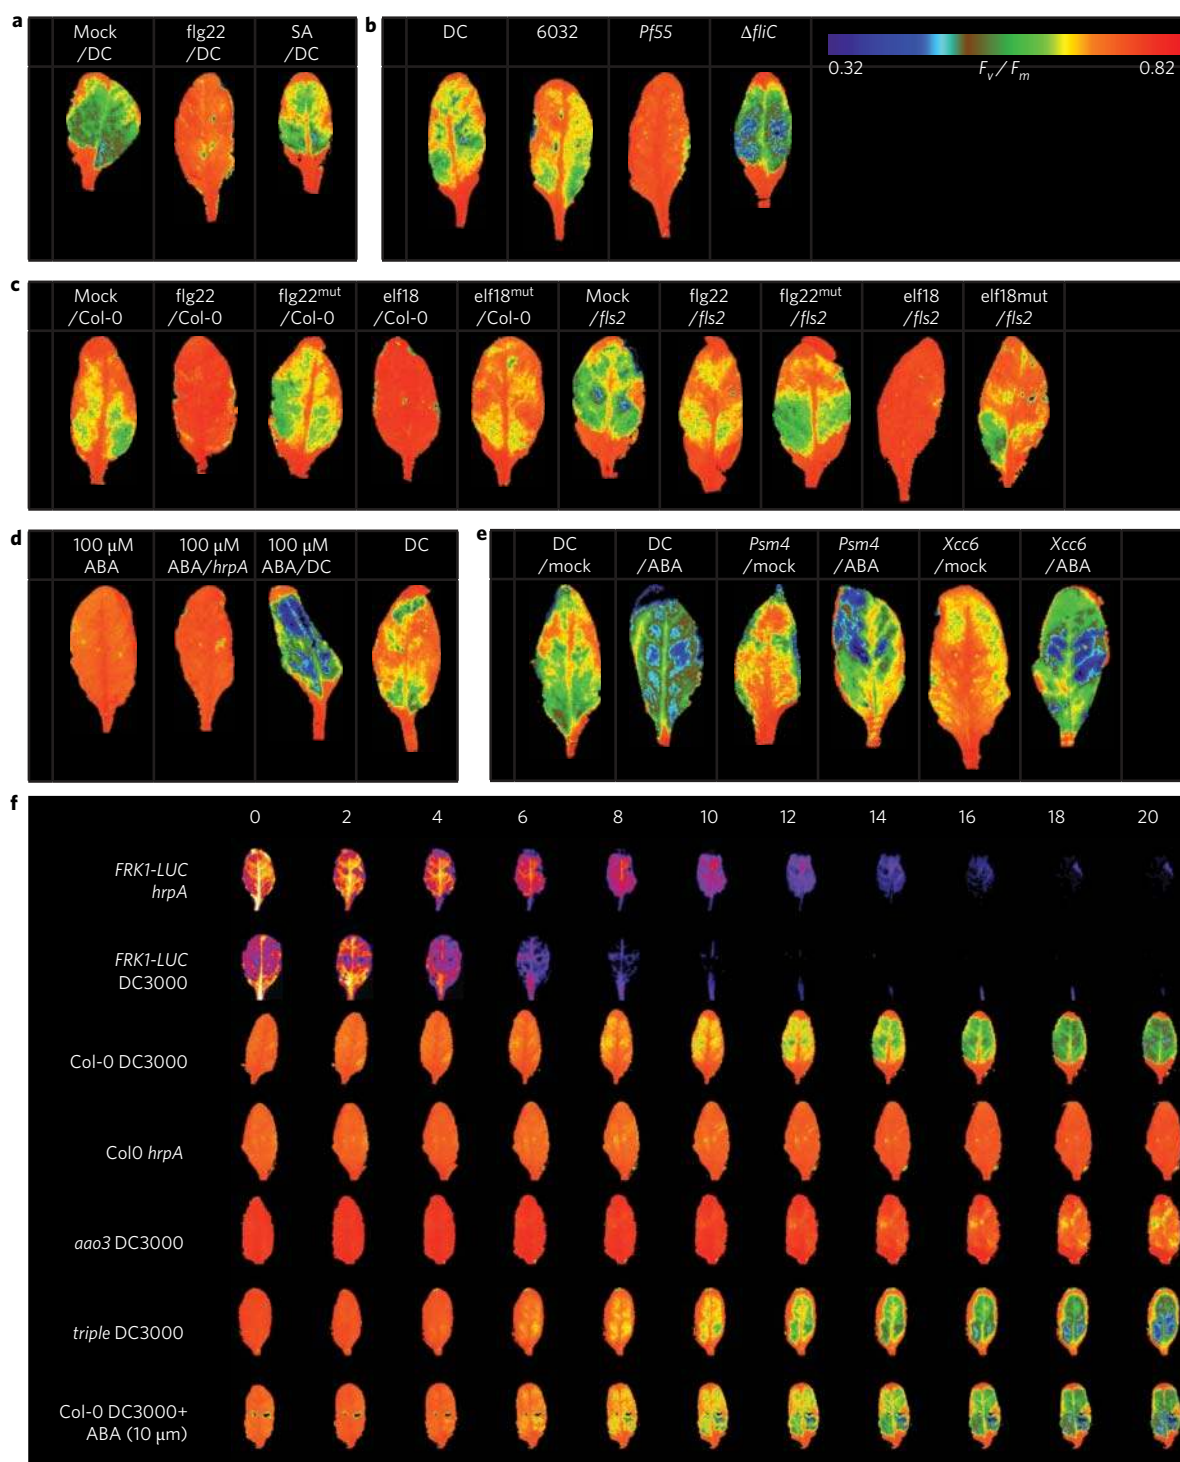 a
Mock
/DC
flg22
/DC
SA
/DC
b
DC
6032
Pf55
ΔfliC
0.32
Fv / Fm
0.82
c
Mock
/Col-0
flg22
/Col-0
flg22mut
/Col-0
elf18
/Col-0
elf18mut
/Col-0
Mock
/fls2
flg22
/fls2
flg22mut
/fls2
elf18
/fls2
elf18mut
/fls2
d
100 μM
ABA
100 μM
ABA/hrpA
100 μM
ABA/DC
DC
e
DC
/mock
DC
/ABA
Psm4
/mock
Psm4
/ABA
Xcc6
/mock
Xcc6
/ABA
f
0 2 4 6 8 10 12 14 16 18 20
FRK1-LUC
hrpA
FRK1-LUC
DC3000
Col-0 DC3000
Col0 hrpA
aao3 DC3000
triple DC3000
Col-0 DC3000+
ABA (10 μm)